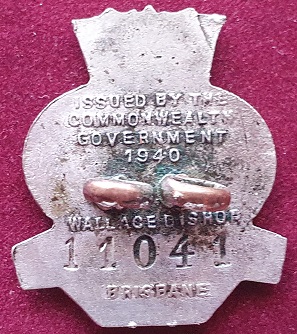 ISSUED BY THE
COMMONWEALTH
GOVERNMENT
1940
WALLACE BISHOP
11041
BRISBANE